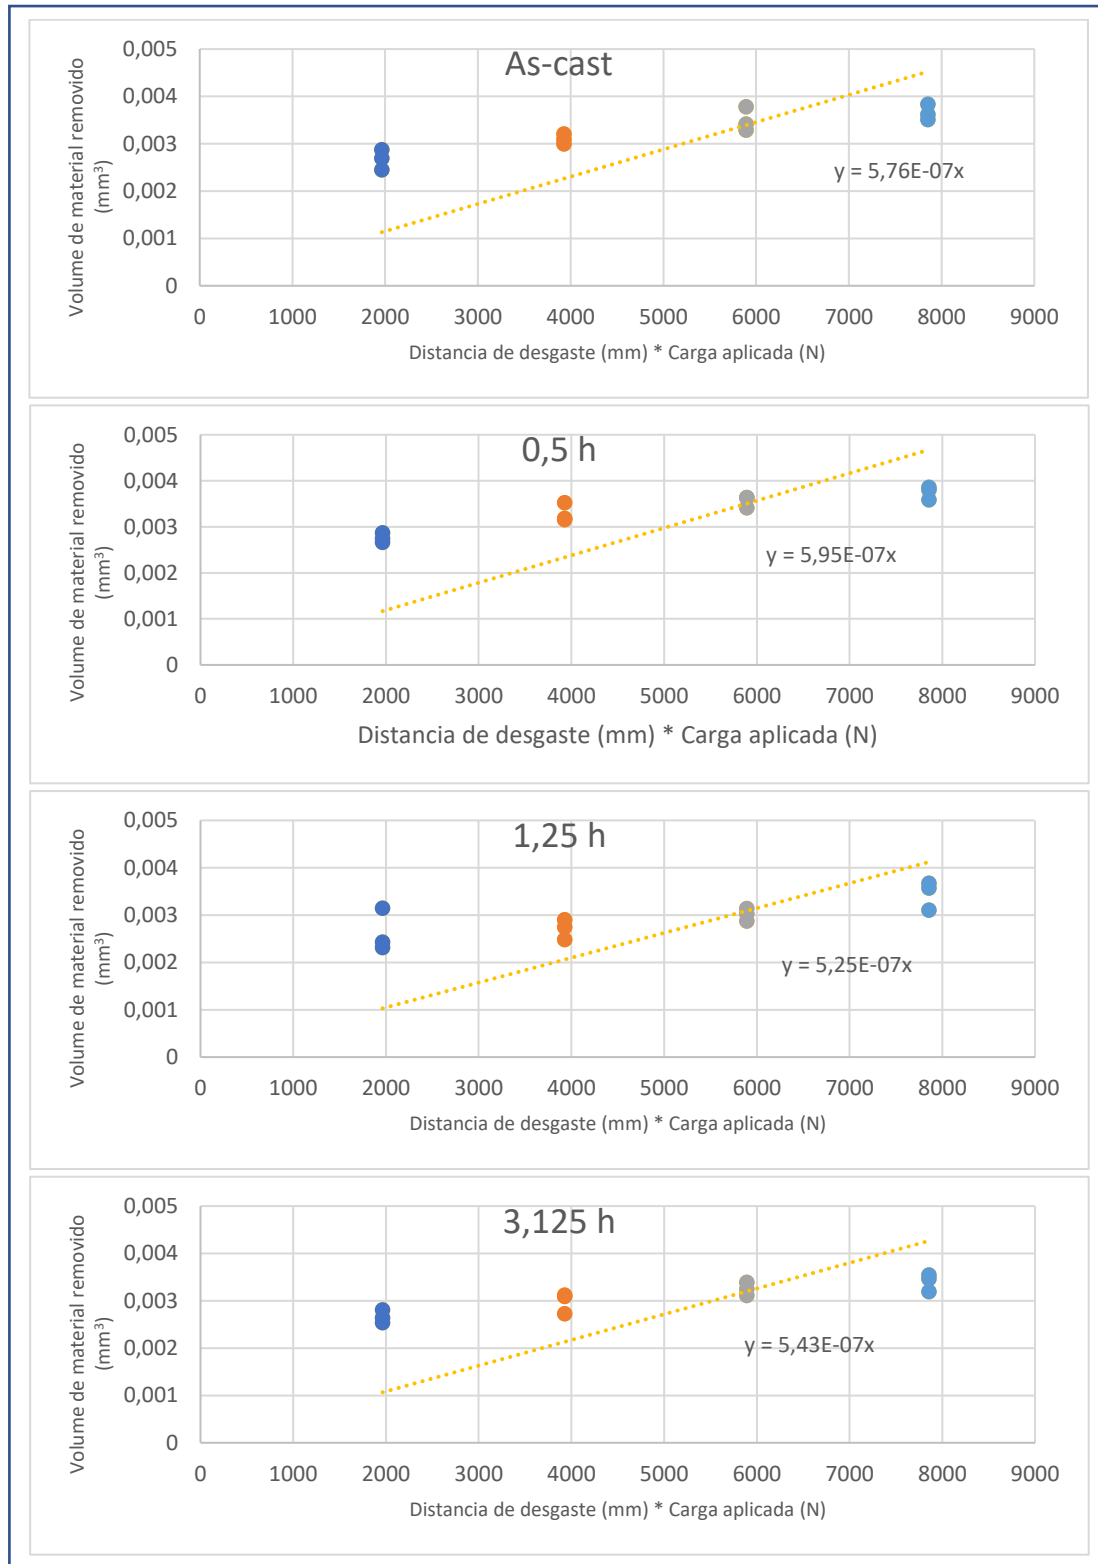 As-cast
0,005
0,004
0,003
0,002
0,001
0
Volume de material removido
(mm³)
y = 5,76E-07x
0 1000 2000 3000 4000 5000 6000 7000 8000 9000
Distancia de desgaste (mm) * Carga aplicada (N)
0,5 h
0,005
0,004
0,003
0,002
0,001
0
Volume de material removido
(mm³)
y = 5,95E-07x
0 1000 2000 3000 4000 5000 6000 7000 8000 9000
Distancia de desgaste (mm) * Carga aplicada (N)
1,25 h
0,005
0,004
0,003
0,002
0,001
0
Volume de material removido
(mm³)
y = 5,25E-07x
0 1000 2000 3000 4000 5000 6000 7000 8000 9000
Distancia de desgaste (mm) * Carga aplicada (N)
3,125 h
0,005
0,004
0,003
0,002
0,001
0
Volume de material removido
(mm³)
y = 5,43E-07x
0 1000 2000 3000 4000 5000 6000 7000 8000 9000
Distancia de desgaste (mm) * Carga aplicada (N)